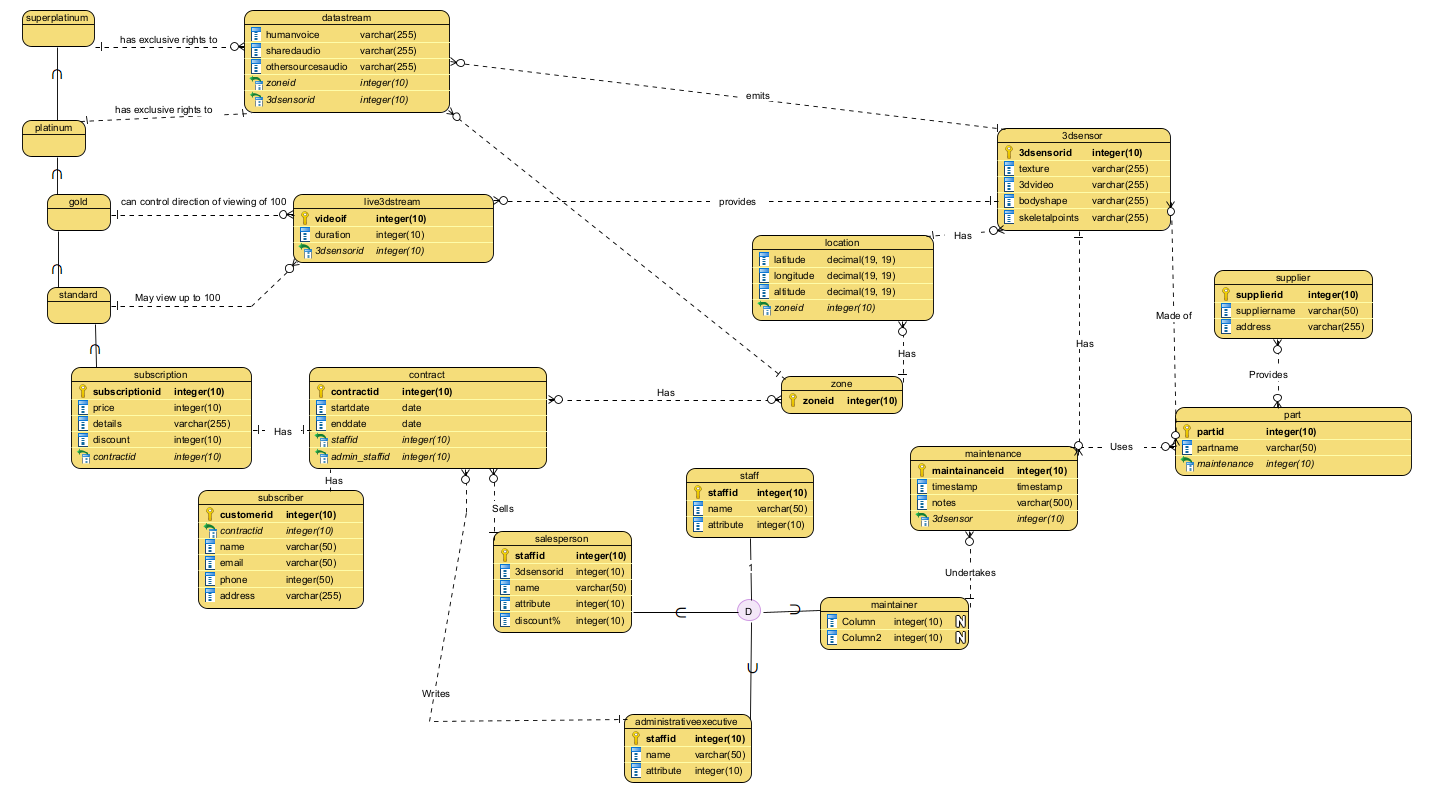 superplatinum
has exclusive rights to
datastream
humanvoice varchar(255)
sharedaudio varchar(255)
othersourcesaudio varchar(255)
zoneid integer(10)
3dsensorid integer(10)
emits
has exclusive rights to
platinum
3dsensor
3dsensorid integer(10)
texture varchar(255)
3dvideo varchar(255)
bodyshape varchar(255)
skeletalpoints varchar(255)
gold
can control direction of viewing of 100
live3dstream
videoif integer(10)
duration integer(10)
3dsensorid integer(10)
provides
Has
location
latitude decimal(19, 19)
longitude decimal(19, 19)
altitude decimal(19, 19)
zoneid integer(10)
standard
May view up to 100
supplier
supplierid integer(10)
suppliername varchar(50)
address varchar(255)
Made of
Has
Has
Provides
subscription
subscriptionid integer(10)
price integer(10)
details varchar(255)
discount integer(10)
contractid integer(10)
Has
contract
contractid integer(10)
startdate date
enddate date
staffid integer(10)
admin_staffid integer(10)
Has
zone
zoneid integer(10)
part
partid integer(10)
partname varchar(50)
maintenance integer(10)
Uses
maintenance
maintainanceid integer(10)
timestamp timestamp
notes varchar(500)
3dsensor integer(10)
staff
staffid integer(10)
name varchar(50)
attribute integer(10)
Has
subscriber
customerid integer(10)
contractid integer(10)
name varchar(50)
email varchar(50)
phone integer(50)
address varchar(255)
Sells
salesperson
staffid integer(10)
3dsensorid integer(10)
name varchar(50)
attribute integer(10)
discount% integer(10)
1
D
Undertakes
maintainer
Column integer(10) N
Column2 integer(10) N
Writes
administrativeexecutive
staffid integer(10)
name varchar(50)
attribute integer(10)